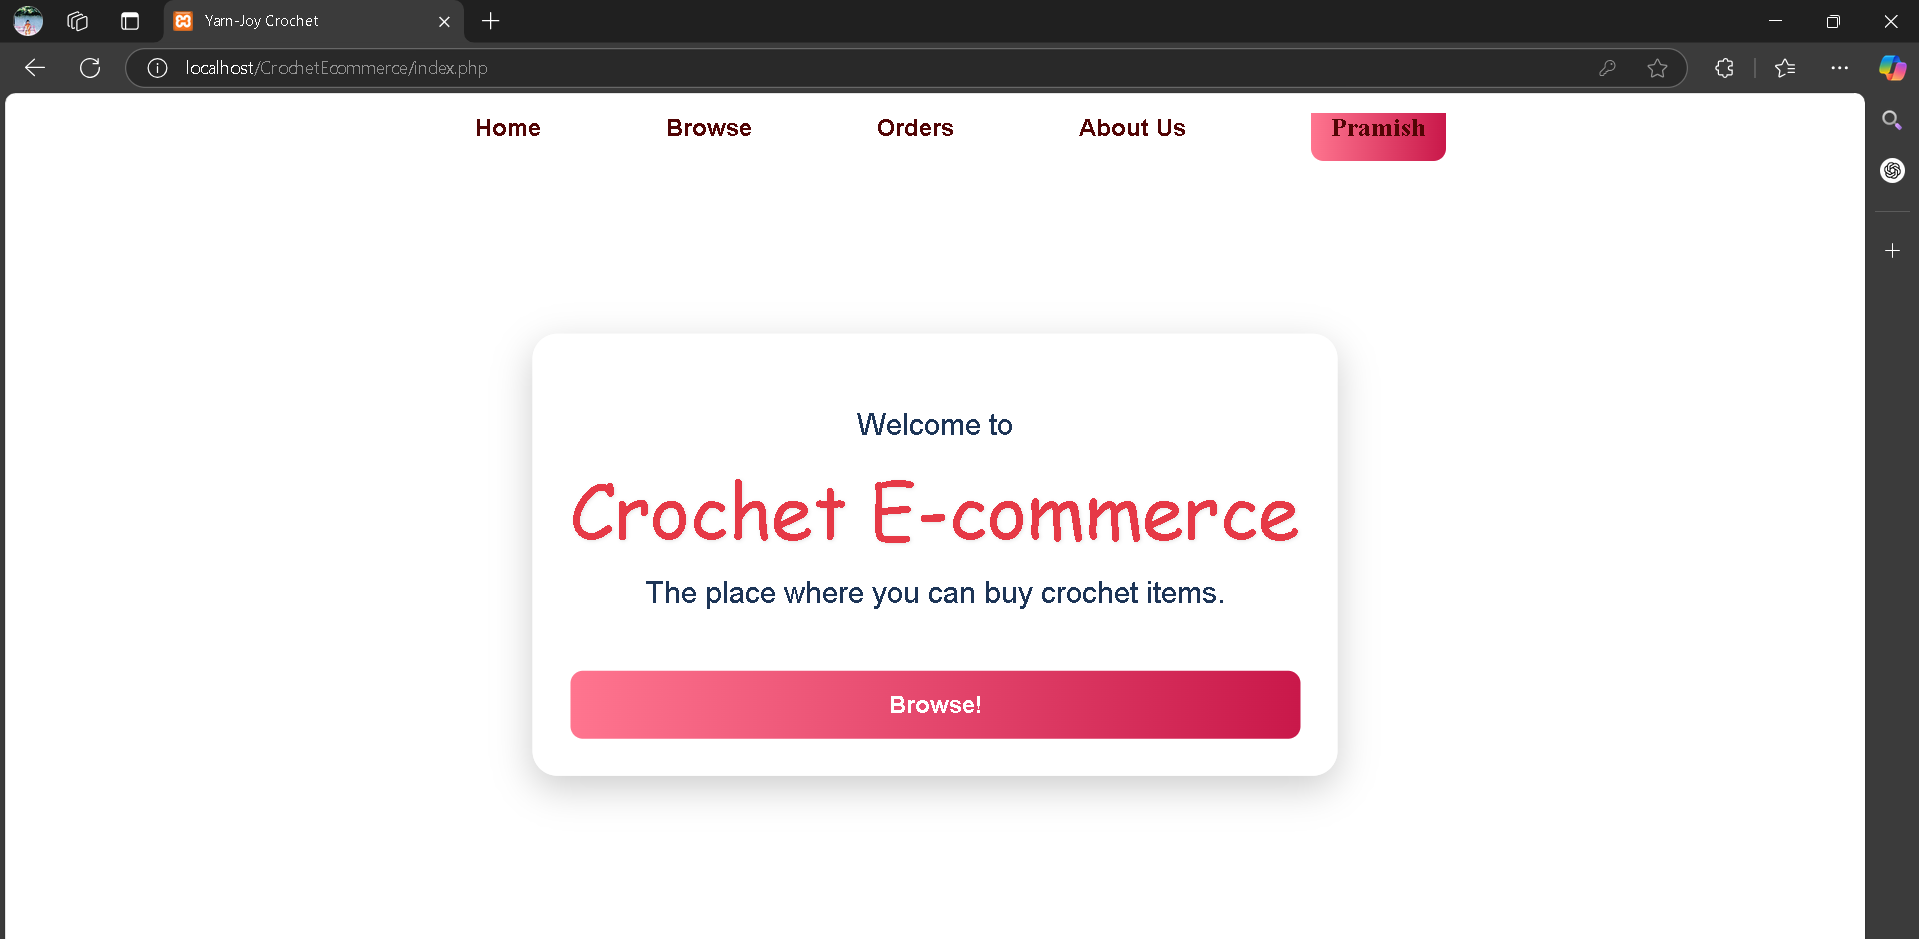 Yarn-Joy Crochet
localhost/CrochetEcommerce/index.php
Home Browse Orders About Us Pramish
Welcome to
Crochet E-commerce
The place where you can buy crochet items.
Browse!